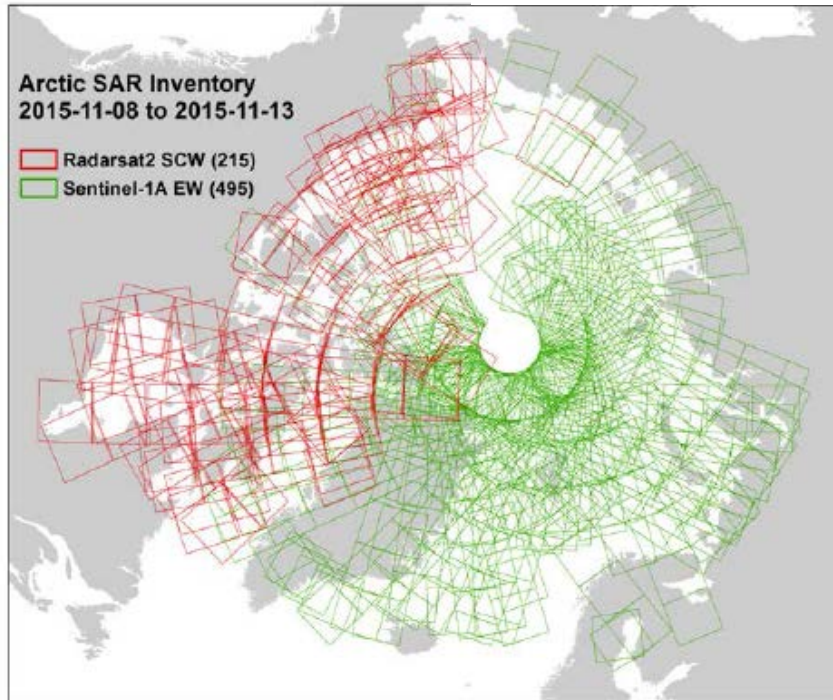 Arctic SAR Inventory
2015-11-08 to 2015-11-13
Radarsat2 SCW (215)
Sentinel-1A EW (495)